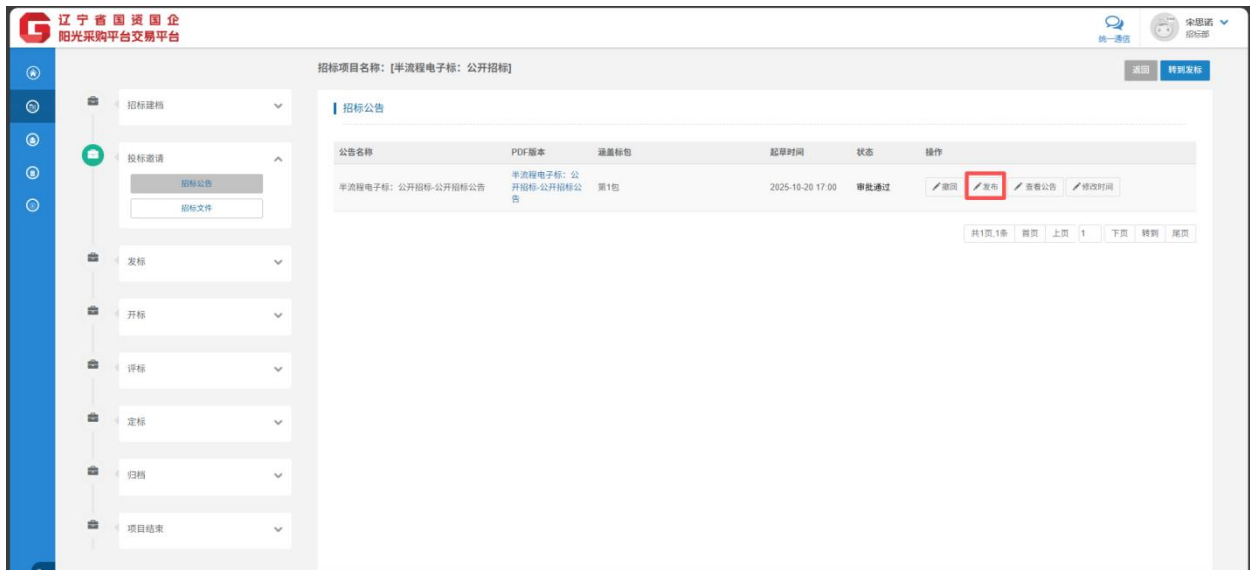 辽宁省国资国企
阳光采购平台交易平台
统一通信
宋思诺
招标部
招标项目名称：[半流程电子标：公开招标]
返回
转到发标
招标建档
投标邀请
招标公告
招标文件
发标
开标
评标
定标
归档
项目结束
招标公告
公告名称 PDF版本 涵盖标包 起草时间 状态 操作
半流程电子标：公开招标-公开招标公告
半流程电子标：公
开招标-公开招标公
告
第1包
2025-10-20 17:00
审批通过
撤回 发布 查看公告 修改时间
共1页,1条 首页 上页 1 下页 转到 尾页